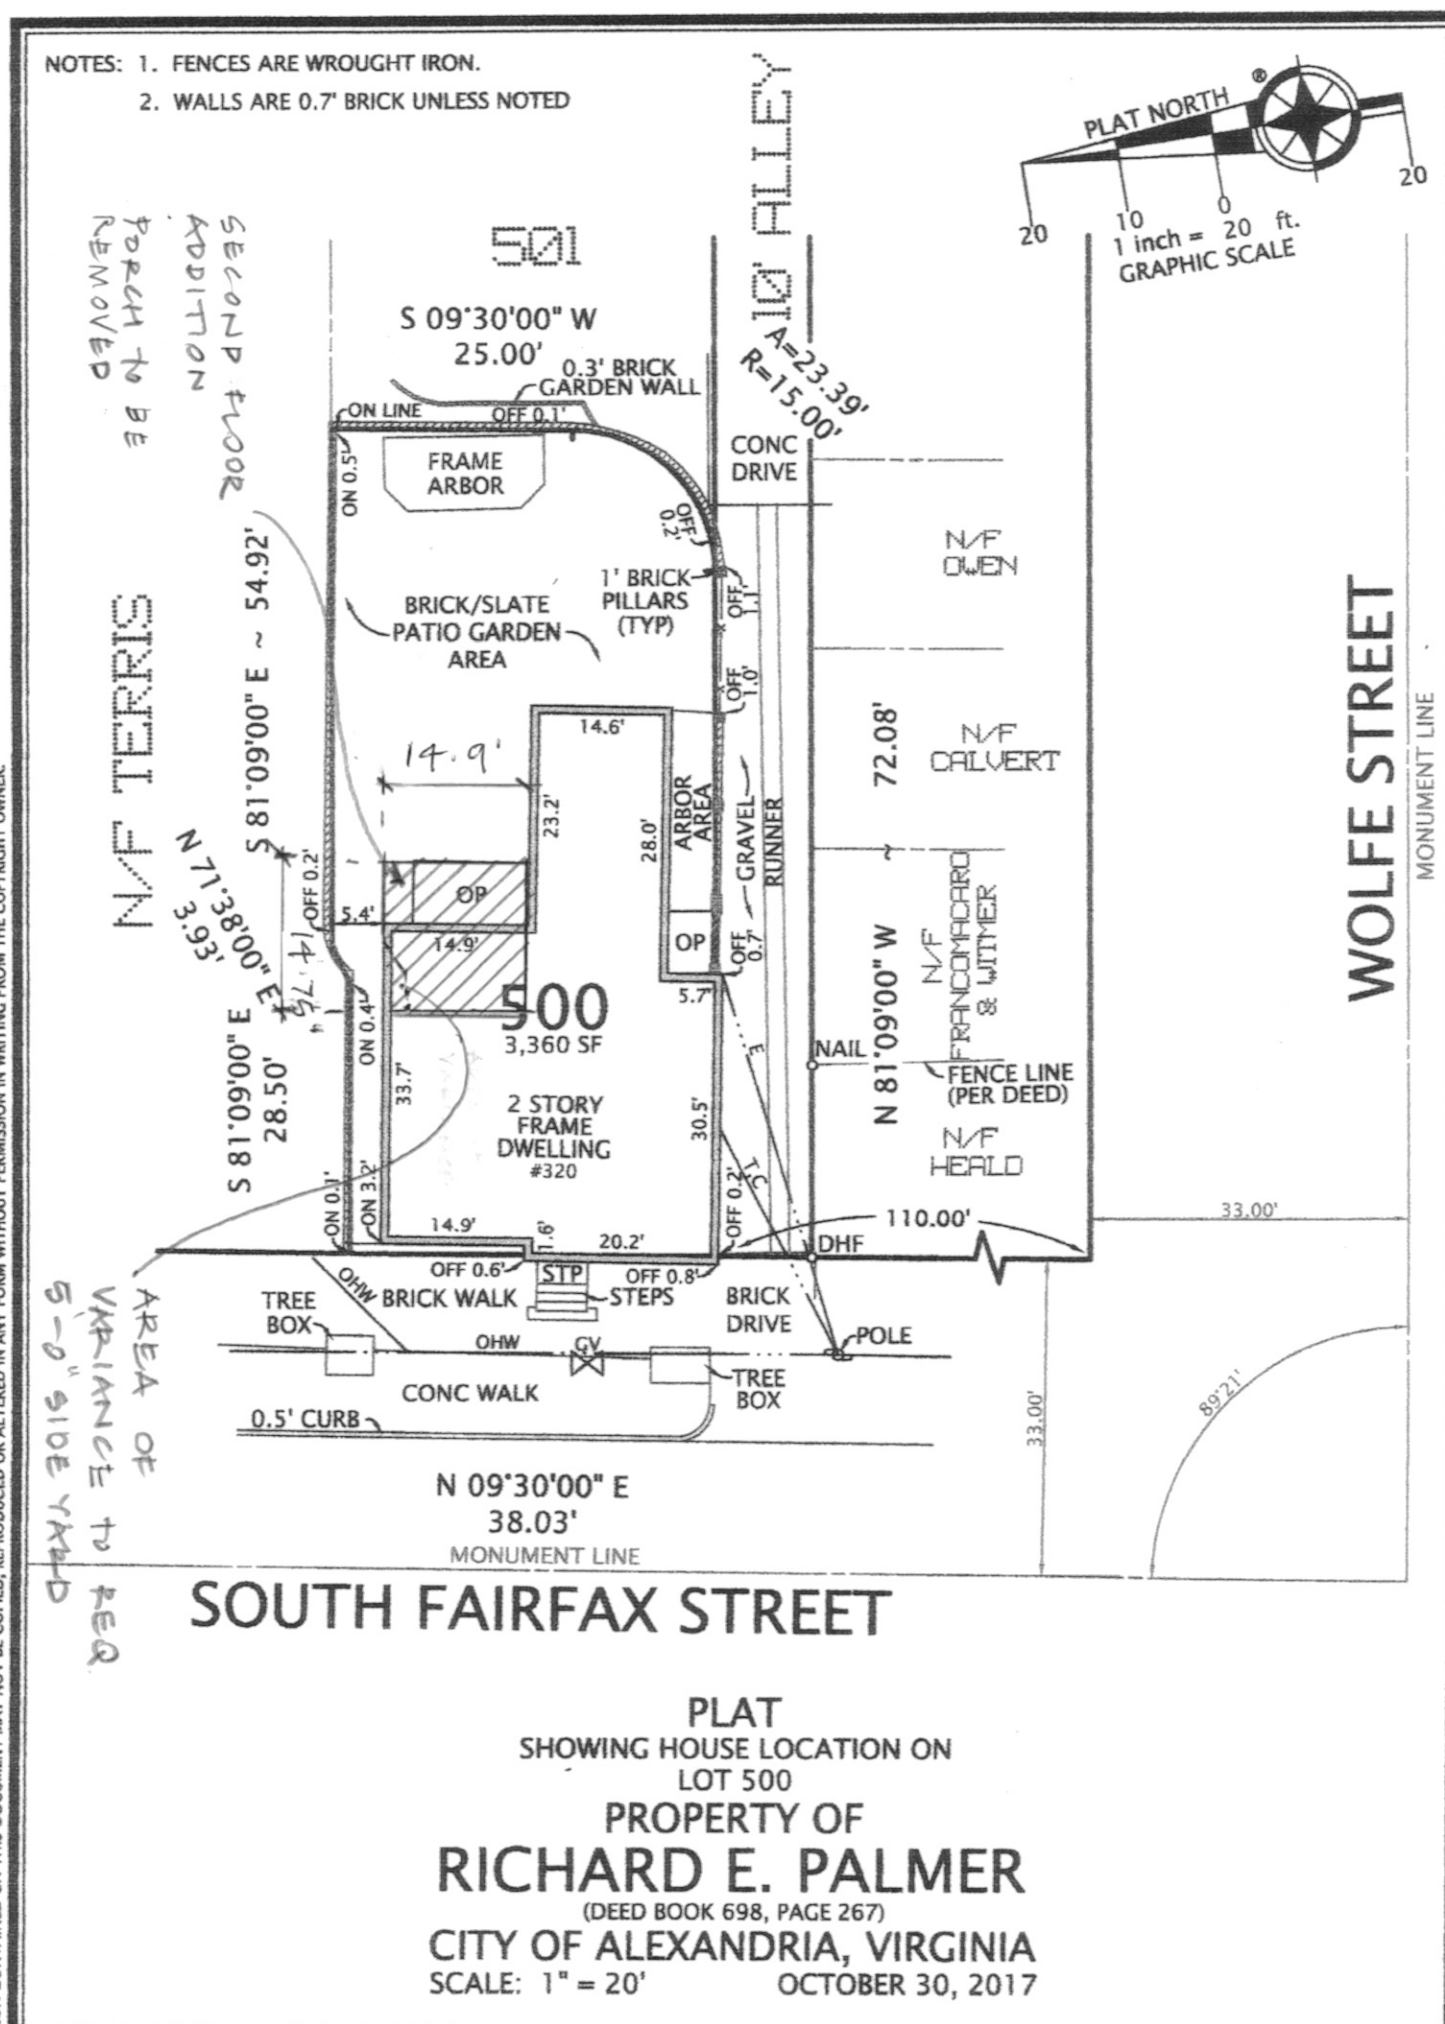 NOTES: 1. FENCES ARE WROUGHT IRON.
2. WALLS ARE 0.7' BRICK UNLESS NOTED
10' ALLEY
PLAT NORTH
®
20
10
0
20
1 inch = 20 ft.
GRAPHIC SCALE
SECOND FLOOR
ADDITION
PORCH TO BE
REMOVED
501
S 09°30'00" W
25.00'
0.3' BRICK
GARDEN WALL
A=23.39'
R=15.00'
ON LINE
OFF 0.1'
CONC
DRIVE
FRAME
ARBOR
ON 0.5'
OFF
0.2'
N/F
OWEN
1' BRICK
PILLARS
(TYP)
OFF
1.1'
BRICK/SLATE
PATIO GARDEN
AREA
S 81°09'00" E ~ 54.92'
N/F TERRIS
OFF
1.0'
14.6'
14.9'
23.2'
28.0'
ARBOR
AREA
GRAVEL
RUNNER
N 81°09'00" W ~ 72.08'
N/F
CALVERT
WOLFE STREET
MONUMENT LINE
N 71°38'00" E
3.93'
OFF 0.2'
5.4'
OP
14.9'
14.75"
OP
OFF
0.7'
N/F
FRANCOMACARO
& WITMER
5.7'
500
3,360 SF
ON 0.4'
33.7'
S 81°09'00" E
28.50'
E
NAIL
FENCE LINE
(PER DEED)
2 STORY
FRAME
DWELLING
#320
30.5'
T,C
N/F
HEALD
ON 0.1'
ON 3.2'
14.9'
1.6'
20.2'
OFF 0.2'
110.00'
33.00'
DHF
OFF 0.6'
STP
OFF 0.8'
OHW
BRICK WALK
STEPS
BRICK
DRIVE
TREE
BOX
OHW
GV
POLE
CONC WALK
TREE
BOX
0.5' CURB
33.00'
89°21'
AREA OF
VARIANCE TO REQ
5'-0" SIDE YARD
N 09°30'00" E
38.03'
MONUMENT LINE
SOUTH FAIRFAX STREET
PLAT
SHOWING HOUSE LOCATION ON
LOT 500
PROPERTY OF
RICHARD E. PALMER
(DEED BOOK 698, PAGE 267)
CITY OF ALEXANDRIA, VIRGINIA
SCALE: 1" = 20' OCTOBER 30, 2017